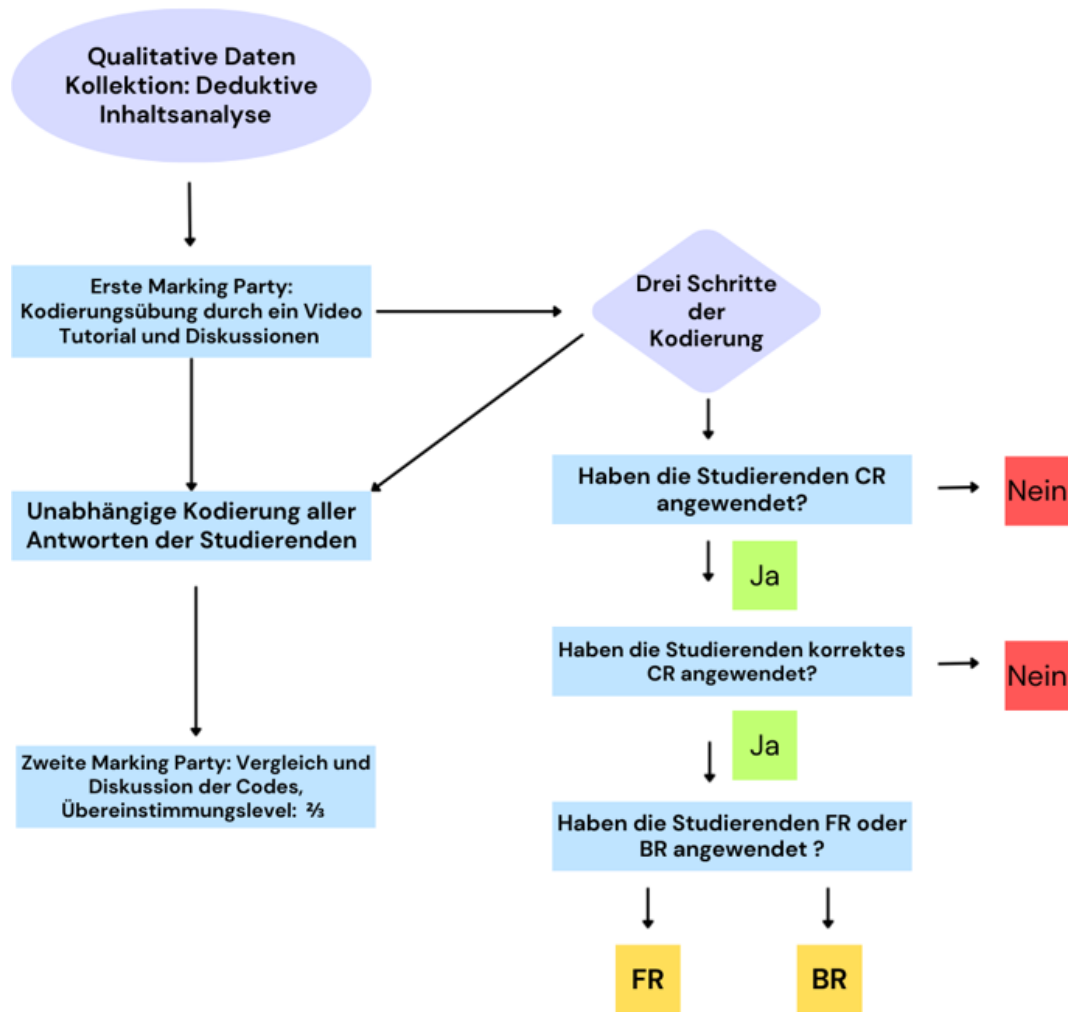 Qualitative Daten
Kollektion: Deduktive
Inhaltsanalyse
Erste Marking Party:
Kodierungsübung durch ein Video
Tutorial und Diskussionen
Unabhängige Kodierung aller
Antworten der Studierenden
Zweite Marking Party: Vergleich und
Diskussion der Codes,
Übereinstimmungslevel: ⅔
Drei Schritte
der
Kodierung
Haben die Studierenden CR
angewendet?
Nein
Ja
Haben die Studierenden korrektes
CR angewendet?
Nein
Ja
Haben die Studierenden FR oder
BR angewendet ?
FR
BR